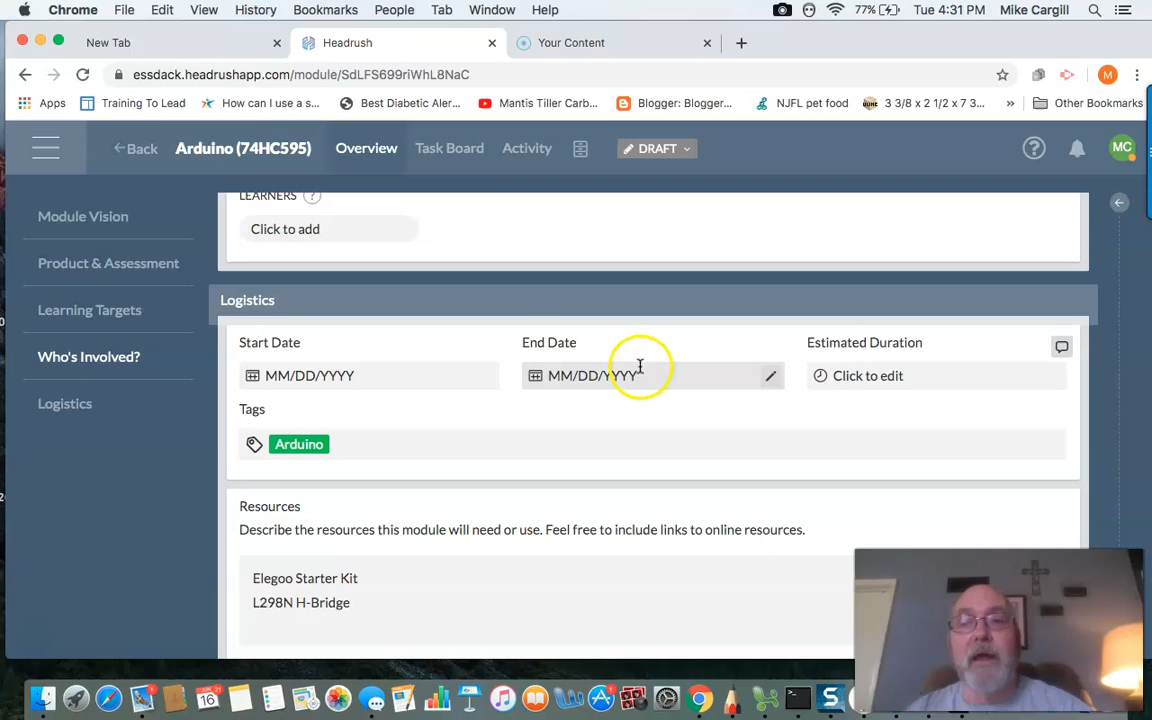 Chrome File Edit View History Bookmarks People Tab Window Help 77% Tue 4:31 PM Mike Cargill
New Tab Headrush Your Content
essdack.headrushapp.com/module/SdLFS699riWhL8NaC M
Apps Training To Lead How can I use a s... Best Diabetic Aler... Mantis Tiller Carb... Blogger: Blogger... NJFL pet food 3 3/8 x 2 1/2 x 7 3... » Other Bookmarks
Back Arduino (74HC595) Overview Task Board Activity DRAFT MC
LEARNERS ?
Module Vision
Click to add
Product & Assessment
Logistics
Learning Targets
Start Date End Date Estimated Duration
Who's Involved?
MM/DD/YYYY MM/DD/YYYY Click to edit
Logistics
Tags
Arduino
Resources
Describe the resources this module will need or use. Feel free to include links to online resources.
Elegoo Starter Kit
L298N H-Bridge
16